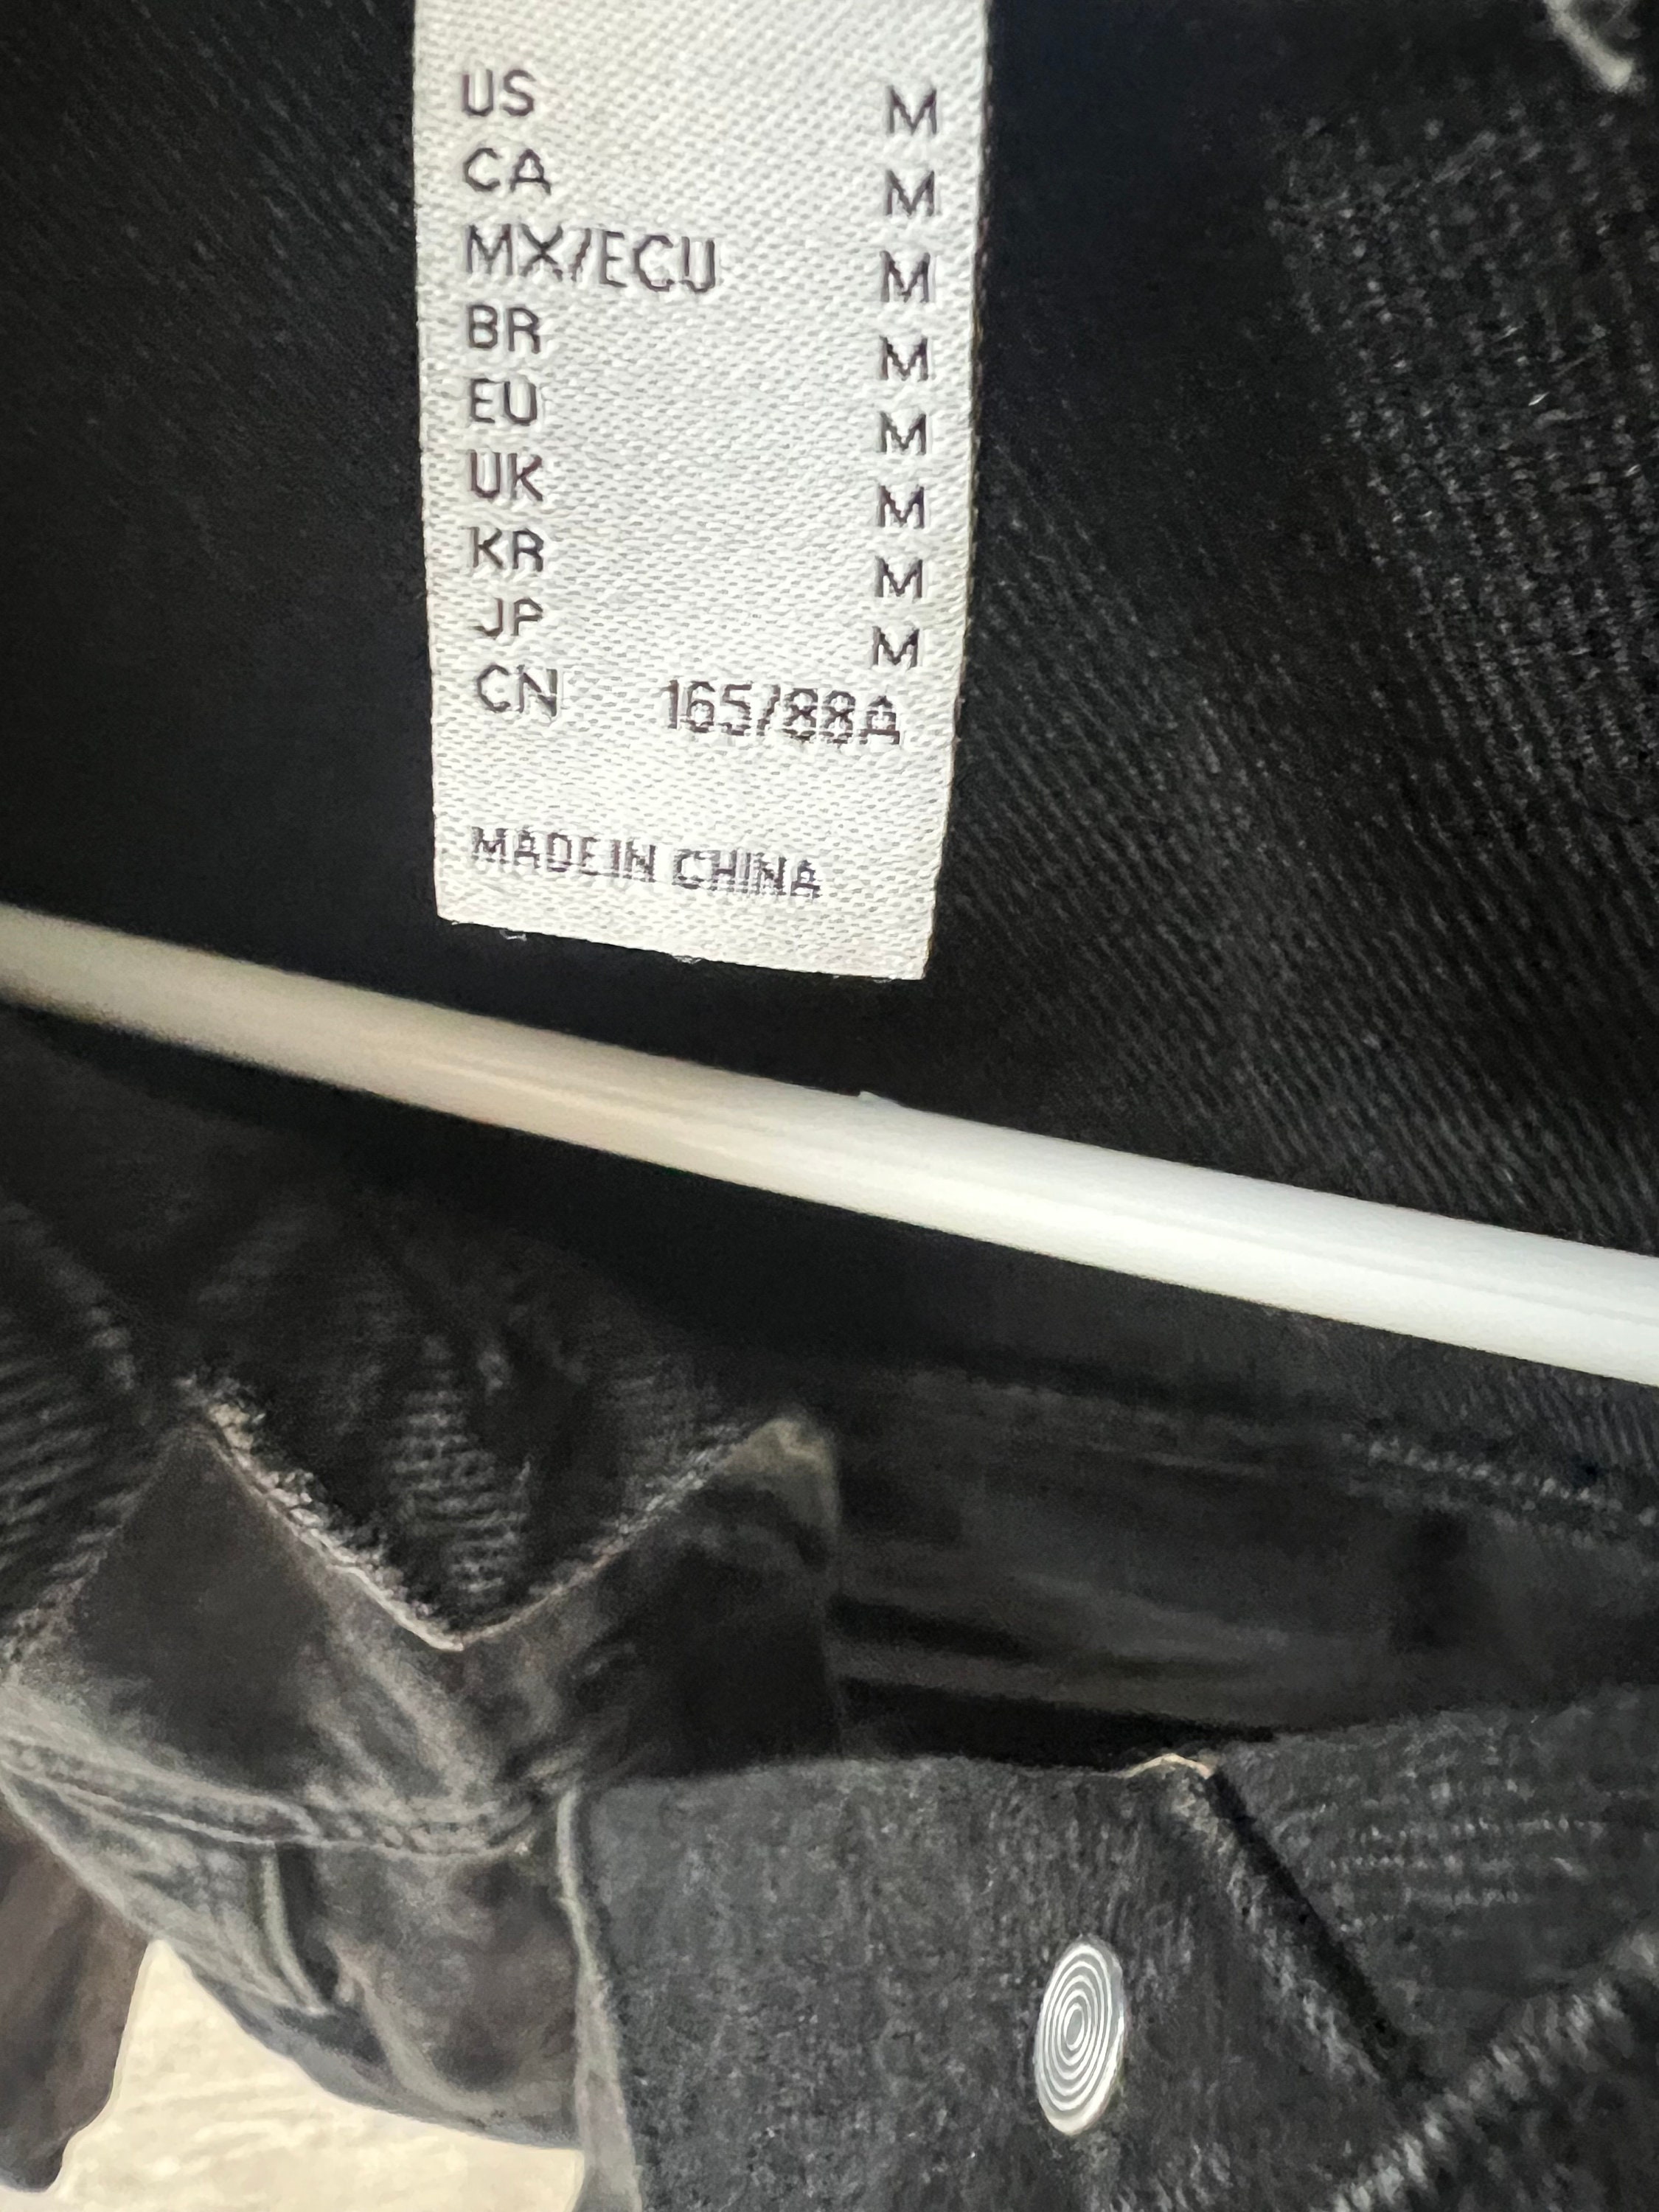 US M
CA M
MX/ECU M
BR M
EU M
UK M
KR M
JP M
CN 165/88A
MADE IN CHINA